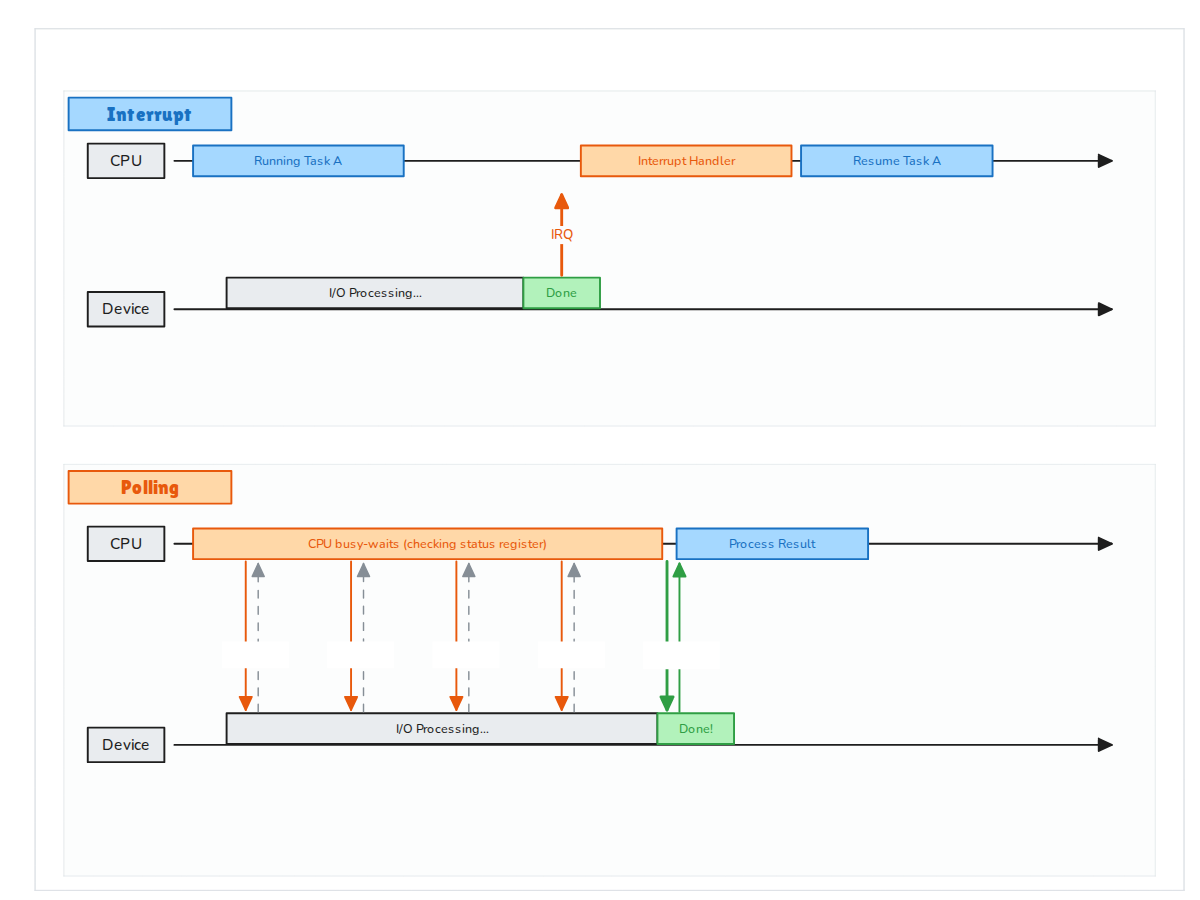 Interrupt
CPU
Running Task A
Interrupt Handler
Resume Task A
IRQ
Device
I/O Processing...
Done
Polling
CPU
CPU busy-waits (checking status register)
Process Result
Device
I/O Processing...
Done!